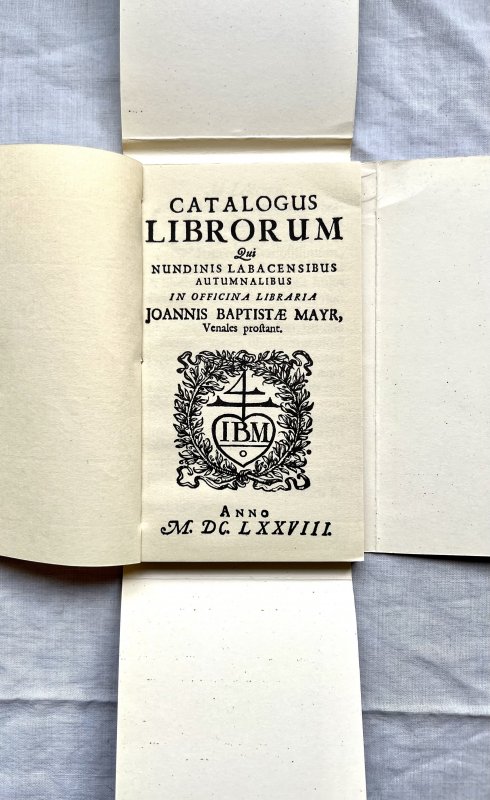 CATALOGUS
LIBRORUM
Qui
NUNDINIS LABACENSIBUS
AUTUMNALIBUS
IN OFFICINA LIBRARIA
JOANNIS BAPTISTÆ MAYR,
Venales proſtant.
IBM
ANNO
M. DC. LXXVIII.